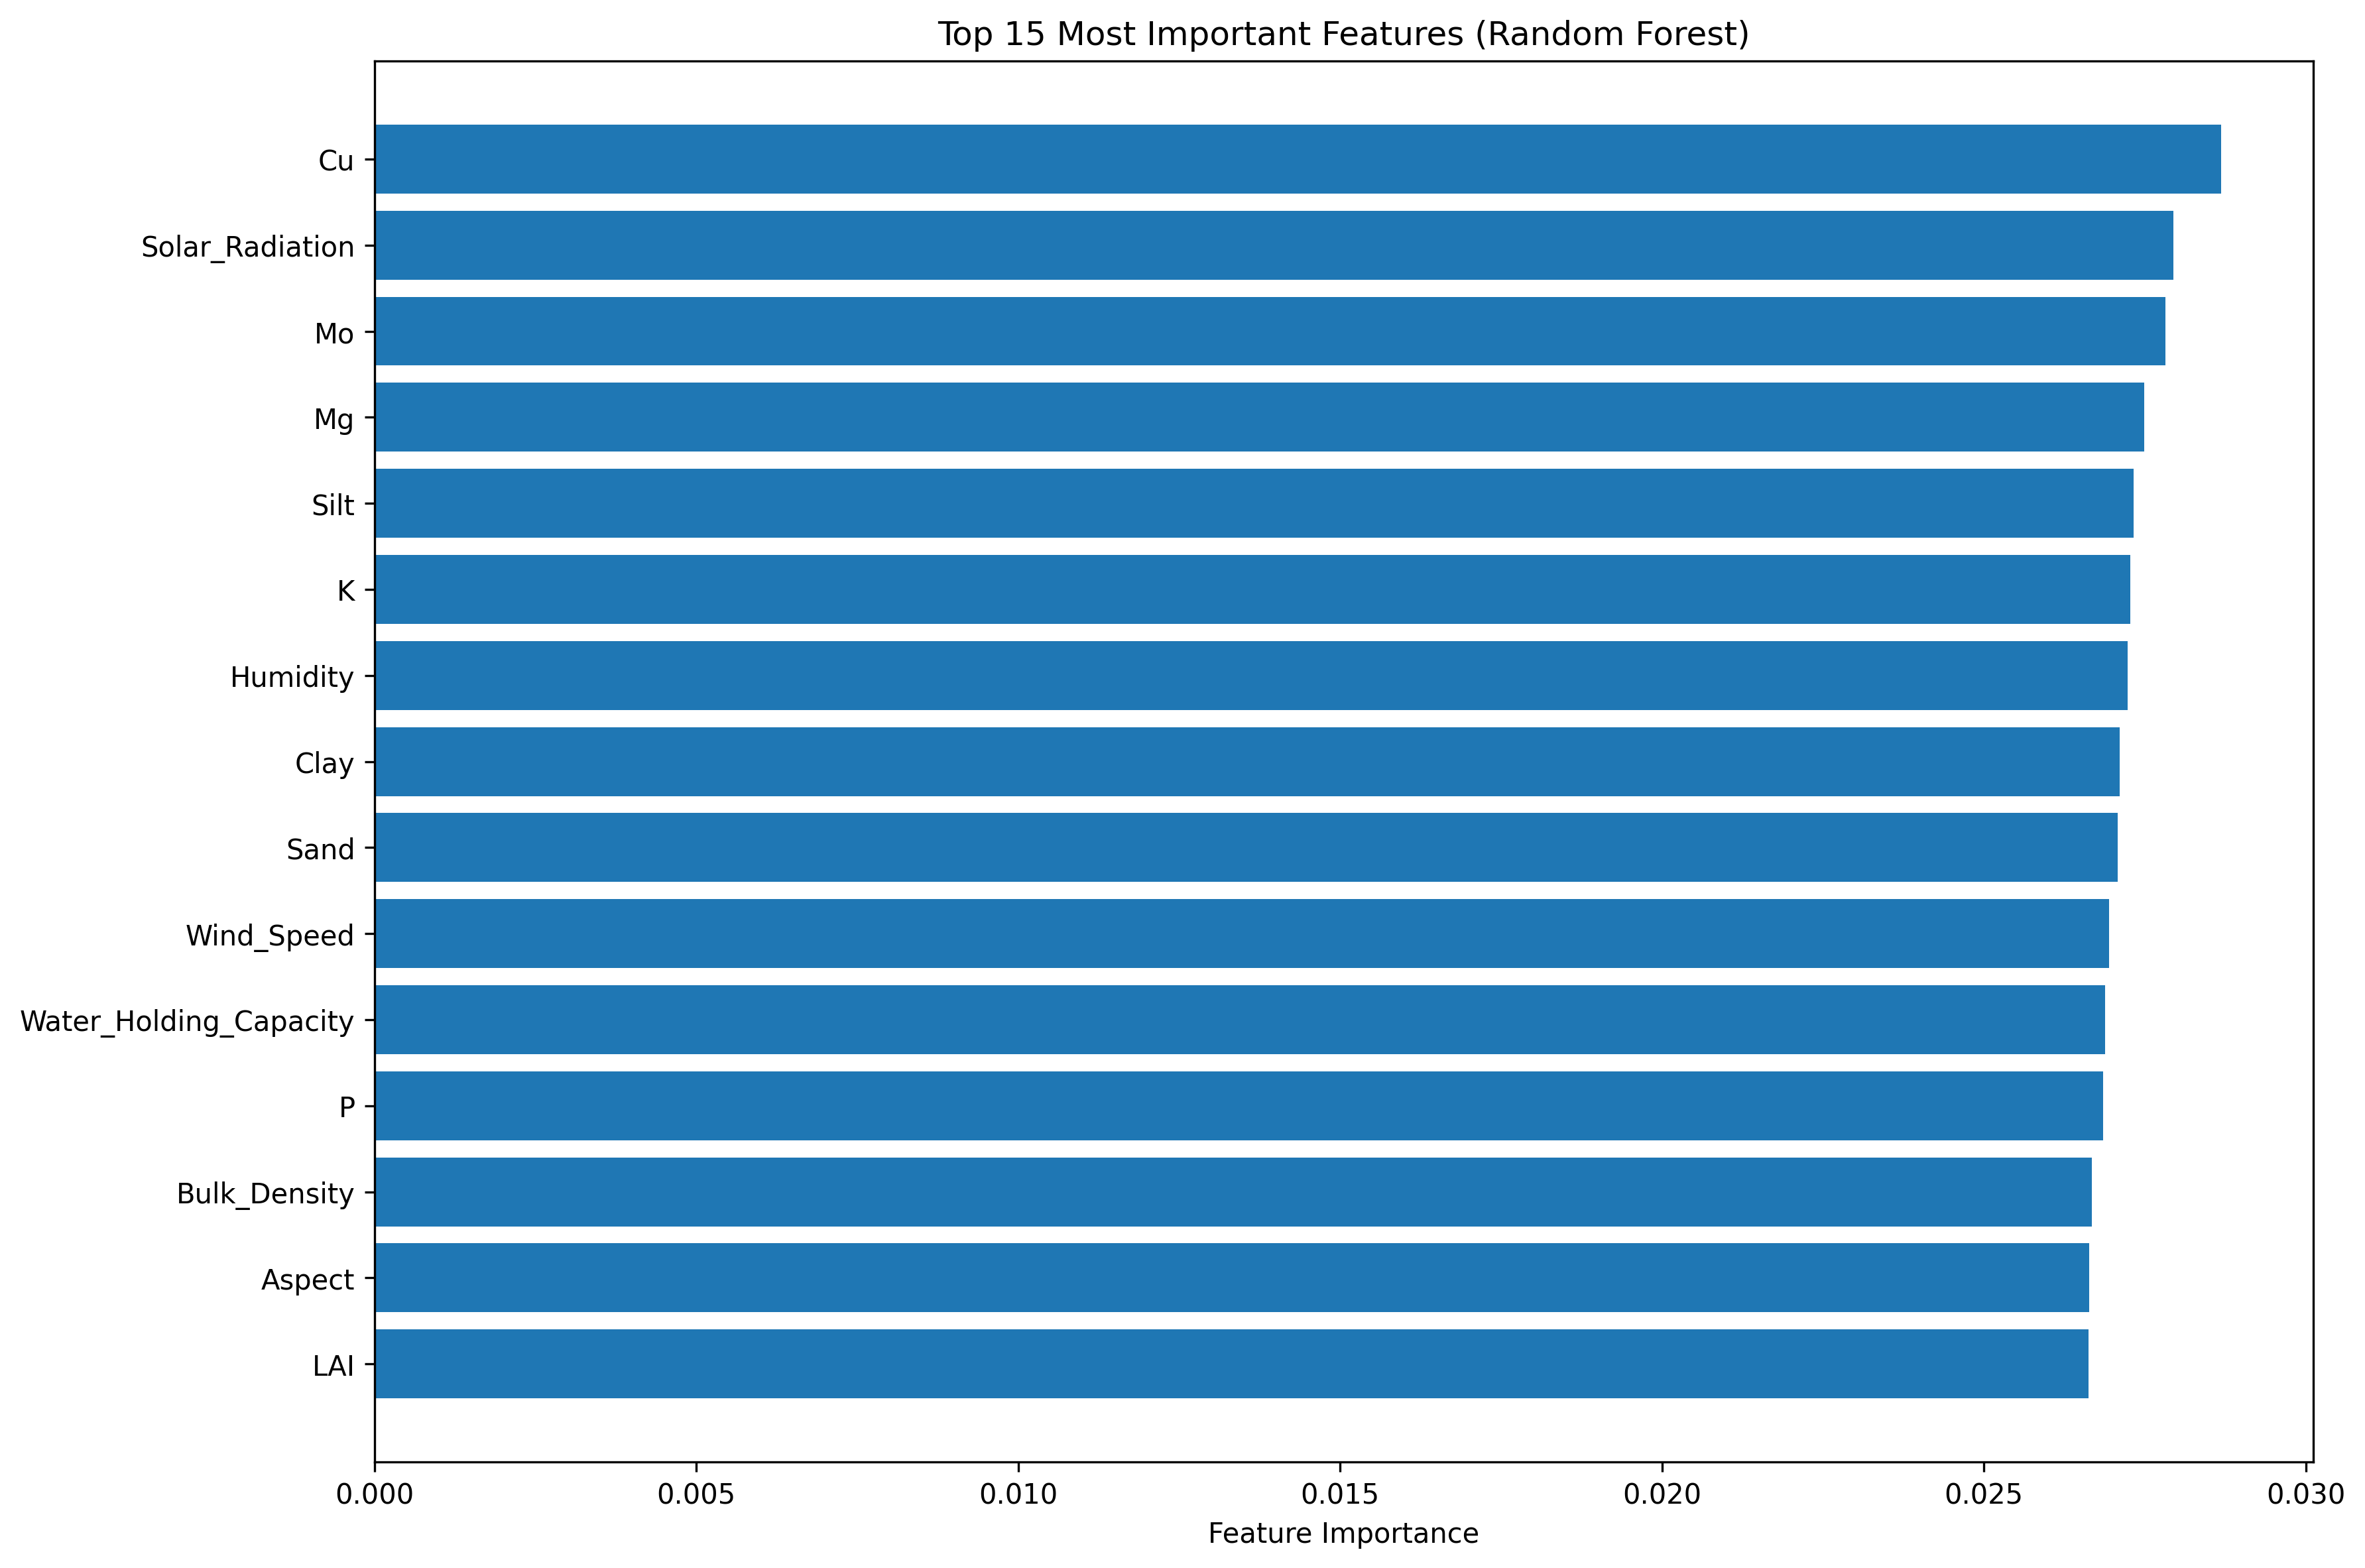 Top 15 Most Important Features (Random Forest)
Cu
Solar_Radiation
Mo
Mg
Silt
K
Humidity
Clay
Sand
Wind_Speed
Water_Holding_Capacity
P
Bulk_Density
Aspect
LAI
0.000 0.005 0.010 0.015 0.020 0.025 0.030
Feature Importance